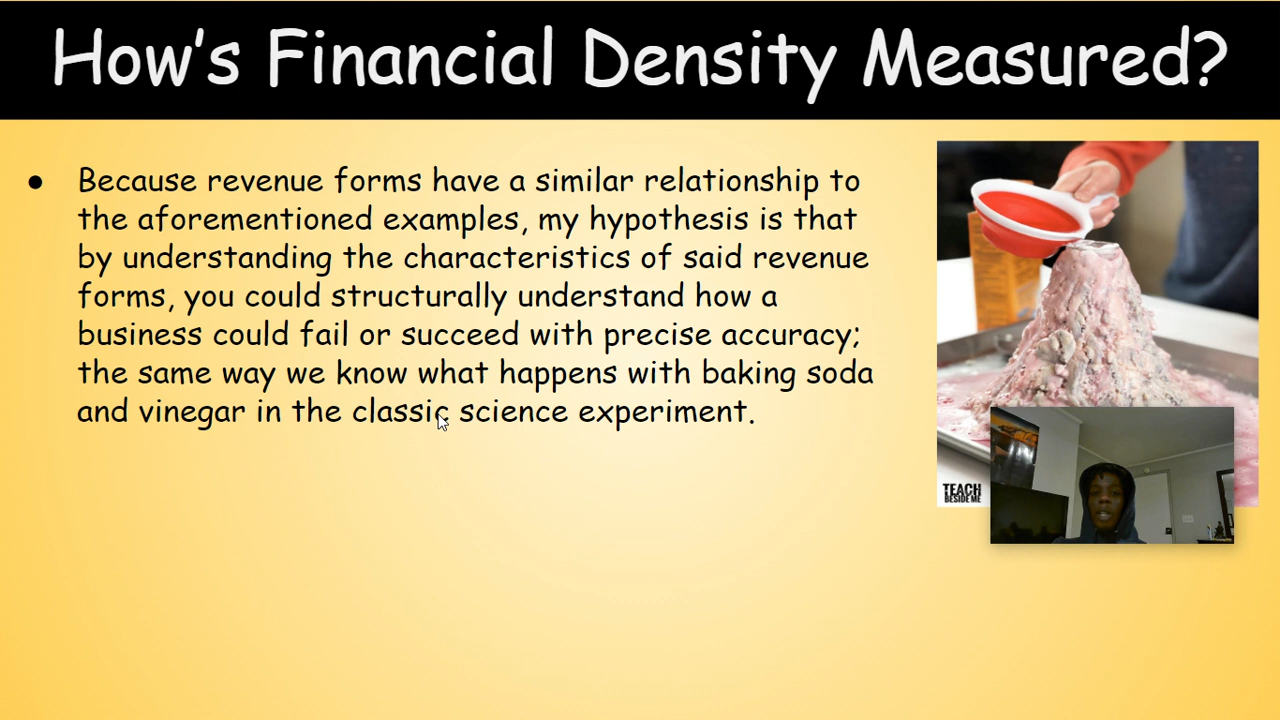 How's Financial Density Measured?
● Because revenue forms have a similar relationship to
the aforementioned examples, my hypothesis is that
by understanding the characteristics of said revenue
forms, you could structurally understand how a
business could fail or succeed with precise accuracy;
the same way we know what happens with baking soda
and vinegar in the classic science experiment.
TEACH
BESIDE ME